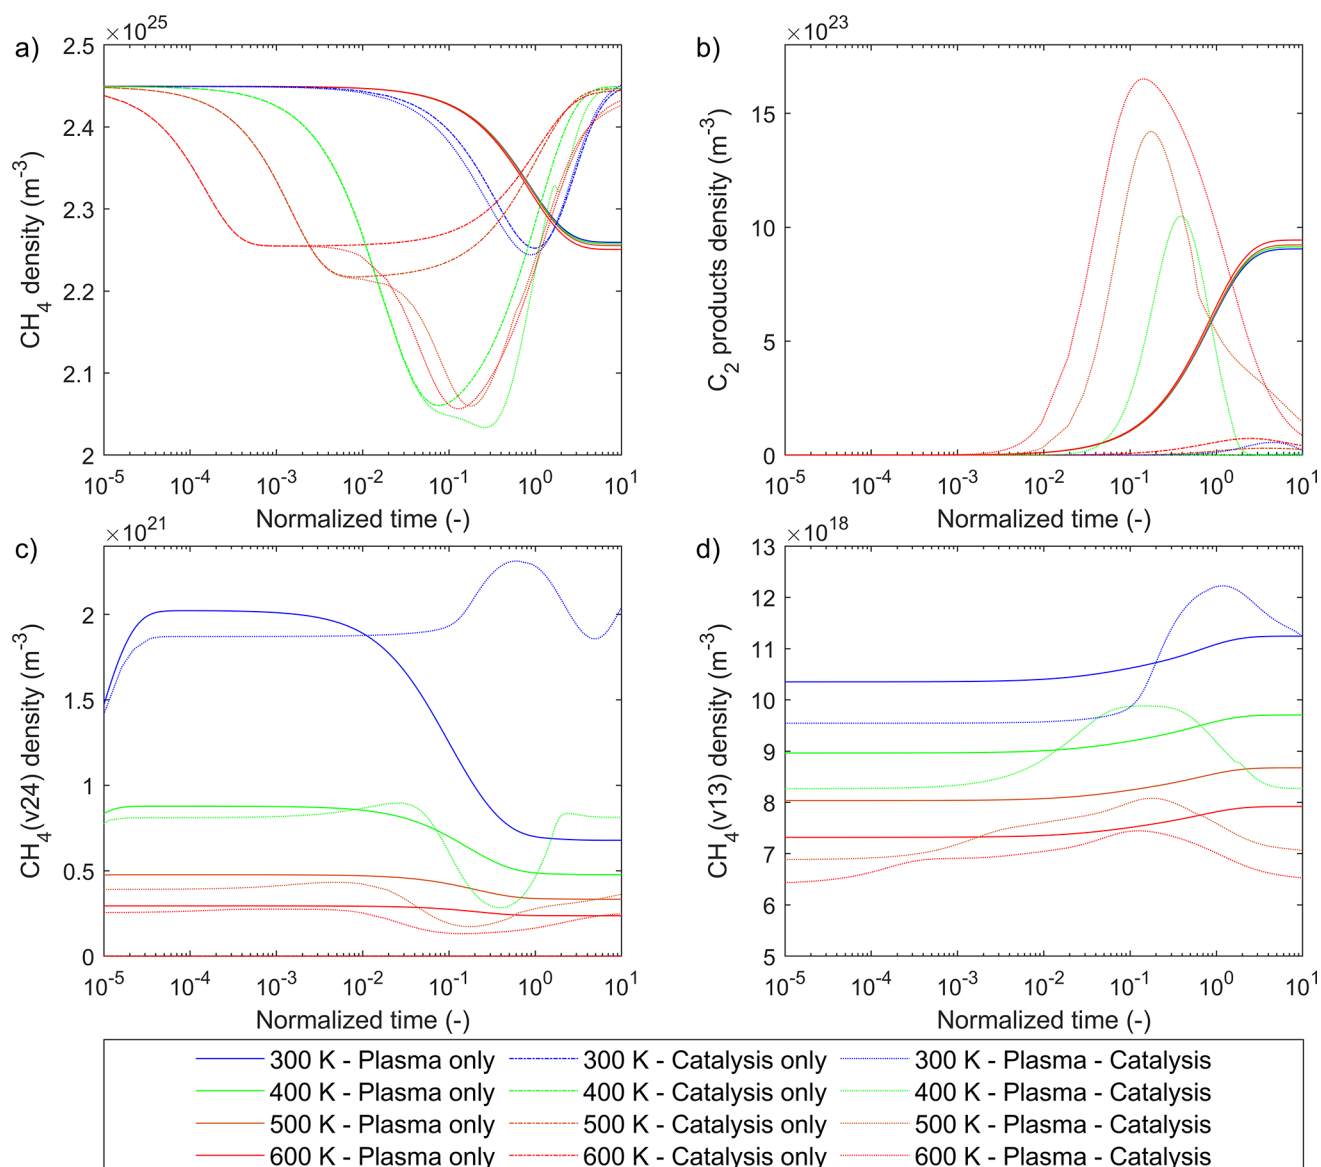 a)
×10^25
CH4 density (m^-3)
2.5
2.4
2.3
2.2
2.1
2
10^-5 10^-4 10^-3 10^-2 10^-1 10^0 10^1
Normalized time (-)
b)
×10^23
C2 products density (m^-3)
15
10
5
0
10^-5 10^-4 10^-3 10^-2 10^-1 10^0 10^1
Normalized time (-)
c)
×10^21
CH4(v24) density (m^-3)
2
1.5
1
0.5
0
10^-5 10^-4 10^-3 10^-2 10^-1 10^0 10^1
Normalized time (-)
d)
×10^18
CH4(v13) density (m^-3)
13
12
11
10
9
8
7
6
5
10^-5 10^-4 10^-3 10^-2 10^-1 10^0 10^1
Normalized time (-)
300 K - Plasma only 300 K - Catalysis only 300 K - Plasma - Catalysis
400 K - Plasma only 400 K - Catalysis only 400 K - Plasma - Catalysis
500 K - Plasma only 500 K - Catalysis only 500 K - Plasma - Catalysis
600 K - Plasma only 600 K - Catalysis only 600 K - Plasma - Catalysis